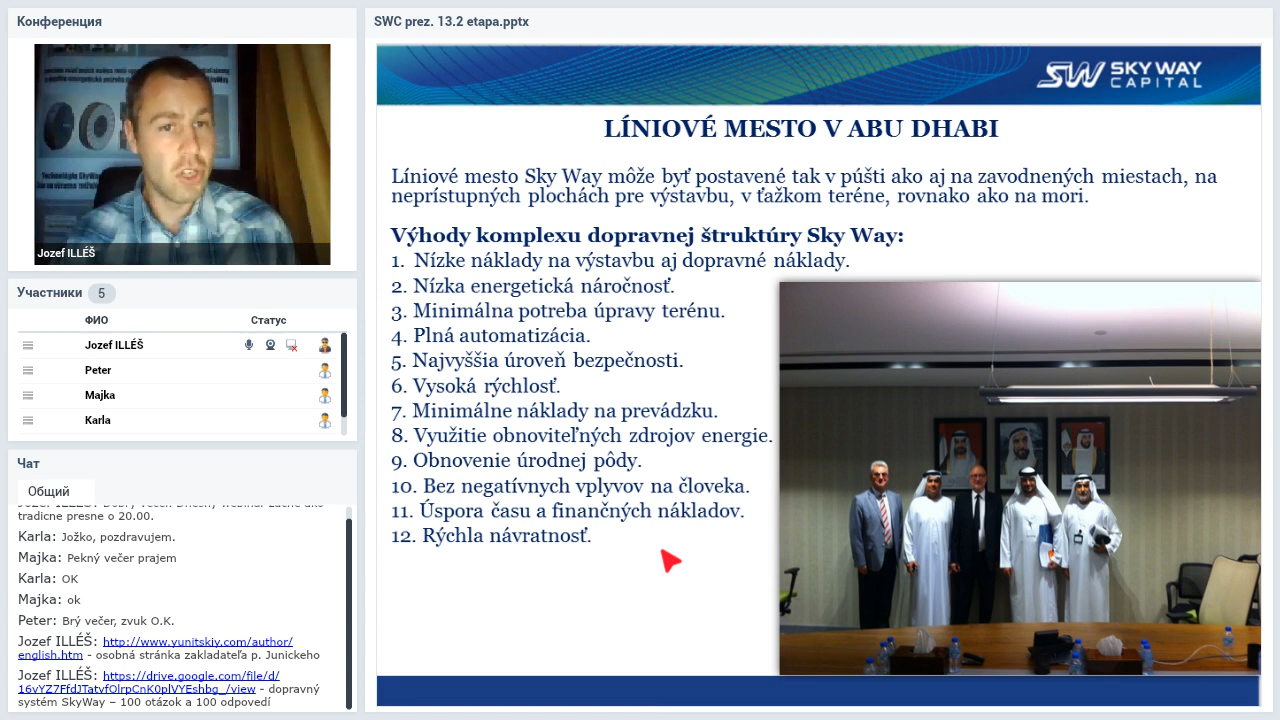 Конференция
Jozef ILLÉŠ
Участники 5
ФИО Статус
Jozef ILLÉŠ
Peter
Majka
Karla
Чат
Общий
tradicne presne o 20.00.
Karla: Jožko, pozdravujem.
Majka: Pekný večer prajem
Karla: OK
Majka: ok
Peter: Brý večer, zvuk O.K.
Jozef ILLÉŠ: http://www.yunitskiy.com/author/
english.htm - osobná stránka zakladateľa p. Junickeho
Jozef ILLÉŠ: https://drive.google.com/file/d/
16vYZ7FfdJTatvfOlrpCnK0plVYEshbg_/view - dopravný
systém SkyWay – 100 otázok a 100 odpovedí
SWC prez. 13.2 etapa.pptx
SW SKY WAY
CAPITAL
LÍNIOVÉ MESTO V ABU DHABI
Líniové mesto Sky Way môže byť postavené tak v púšti ako aj na zavodnených miestach, na
neprístupných plochách pre výstavbu, v ťažkom teréne, rovnako ako na mori.
Výhody komplexu dopravnej štruktúry Sky Way:
1. Nízke náklady na výstavbu aj dopravné náklady.
2. Nízka energetická náročnosť.
3. Minimálna potreba úpravy terénu.
4. Plná automatizácia.
5. Najvyššia úroveň bezpečnosti.
6. Vysoká rýchlosť.
7. Minimálne náklady na prevádzku.
8. Využitie obnoviteľných zdrojov energie.
9. Obnovenie úrodnej pôdy.
10. Bez negatívnych vplyvov na človeka.
11. Úspora času a finančných nákladov.
12. Rýchla návratnosť.